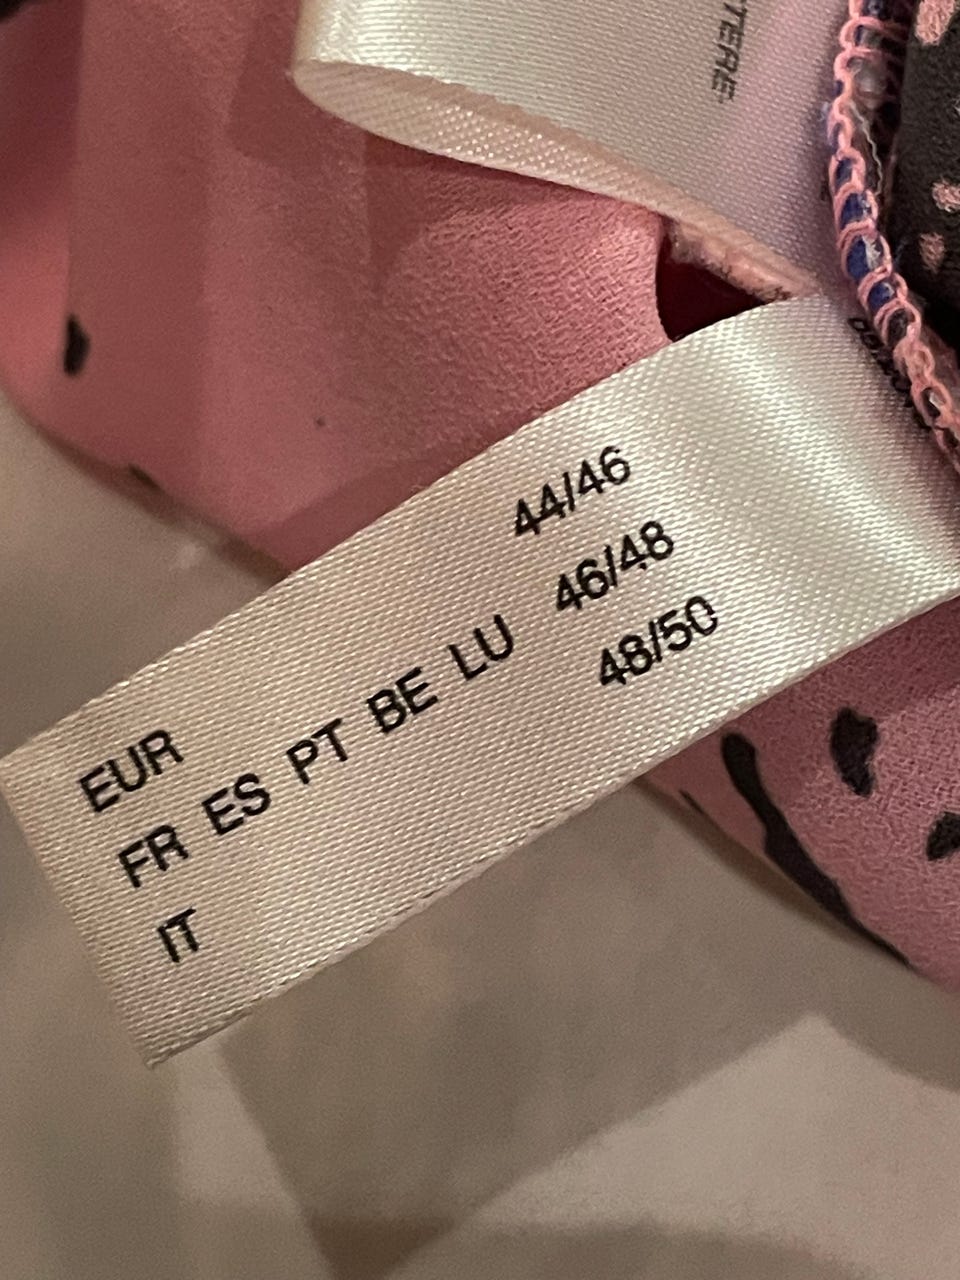 EUR 44/46
FR ES PT BE LU 46/48
IT 48/50